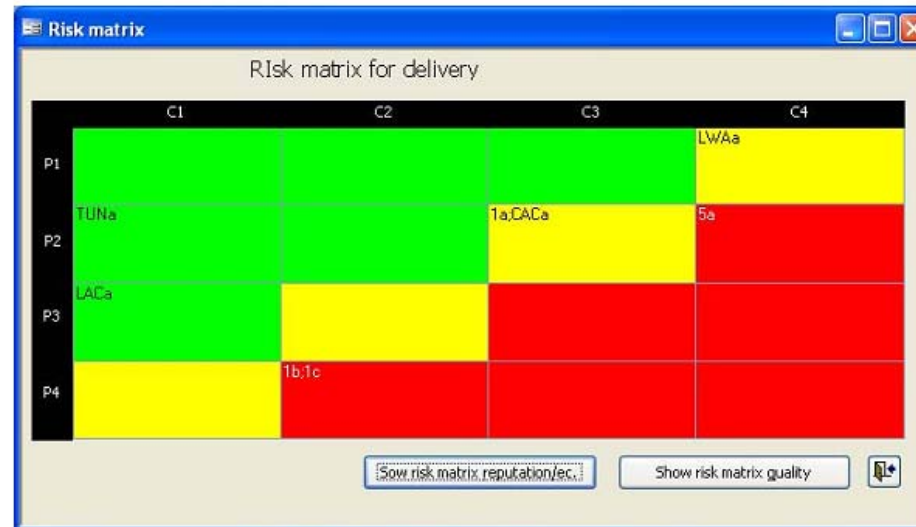 Risk matrix
RIsk matrix for delivery
C1 C2 C3 C4
P1 LWAa
P2 TUNa 1a;CACa 5a
P3 LACa
P4 1b;1c
Sow risk matrix reputation/ec. Show risk matrix quality